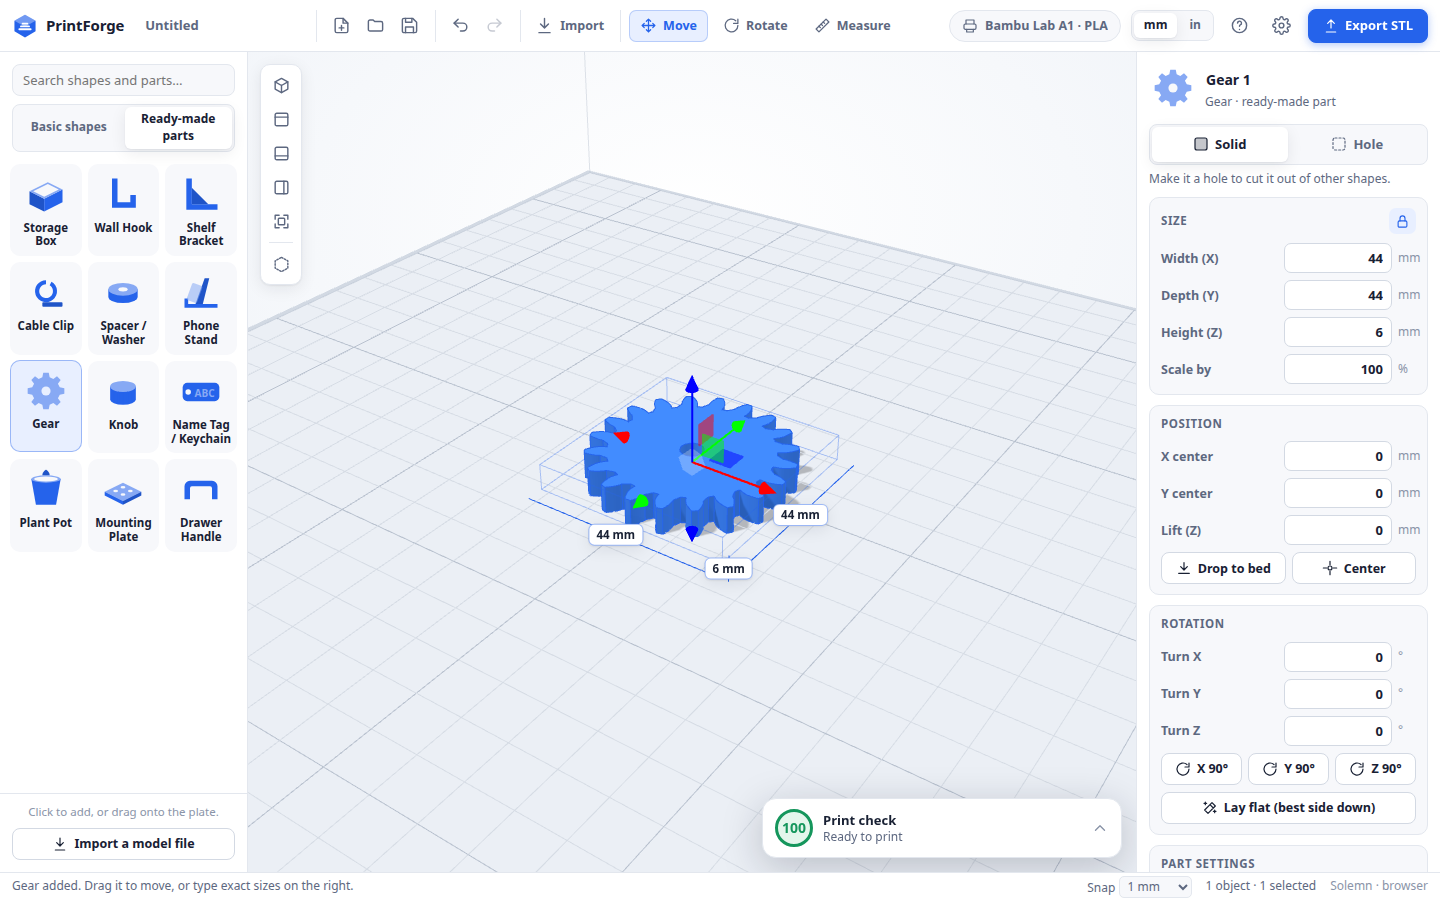 PrintForge
Untitled
Import
Move
Rotate
Measure
Bambu Lab A1 · PLA
mm
in
Export STL
Search shapes and parts...
Basic shapes
Ready-made
parts
Storage
Box
Wall Hook
Shelf
Bracket
Cable Clip
Spacer /
Washer
Phone
Stand
Gear
Knob
ABC
Name Tag
/ Keychain
Plant Pot
Mounting
Plate
Drawer
Handle
Click to add, or drag onto the plate.
Import a model file
44 mm
44 mm
6 mm
100
Print check
Ready to print
Gear 1
Gear · ready-made part
Solid
Hole
Make it a hole to cut it out of other shapes.
SIZE
Width (X) 44 mm
Depth (Y) 44 mm
Height (Z) 6 mm
Scale by 100 %
POSITION
X center 0 mm
Y center 0 mm
Lift (Z) 0 mm
Drop to bed
Center
ROTATION
Turn X 0 °
Turn Y 0 °
Turn Z 0 °
X 90°
Y 90°
Z 90°
Lay flat (best side down)
PART SETTINGS
Gear added. Drag it to move, or type exact sizes on the right.
Snap 1 mm
1 object · 1 selected
Solemn · browser